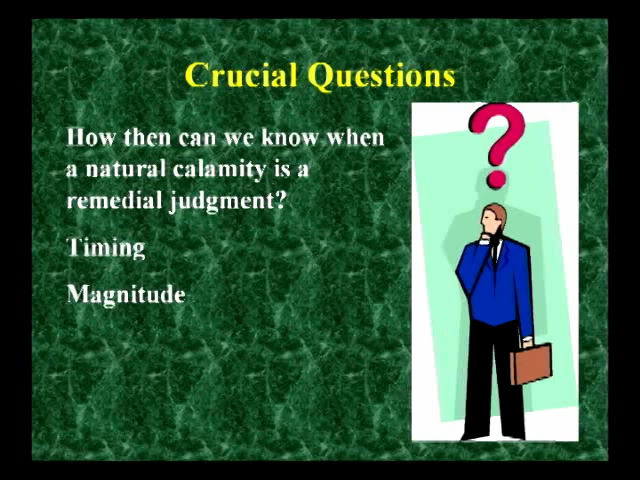 Crucial Questions
How then can we know when
a natural calamity is a
remedial judgment?
Timing
Magnitude
?